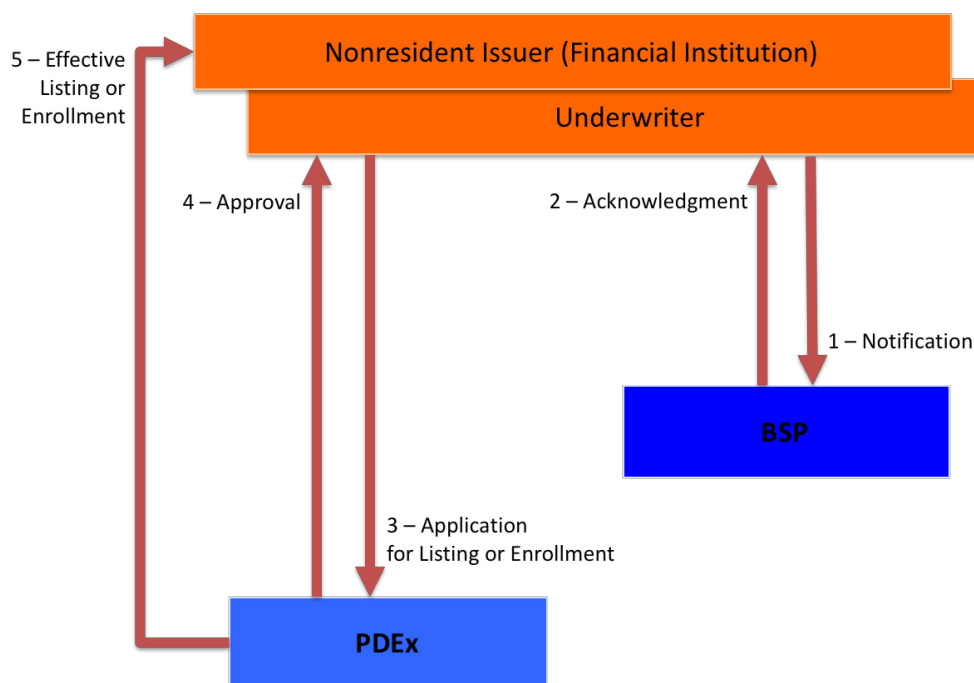 Nonresident Issuer (Financial Institution)
Underwriter
5 – Effective
Listing or
Enrollment
4 – Approval
2 – Acknowledgment
1 – Notification
BSP
3 – Application
for Listing or Enrollment
PDEx